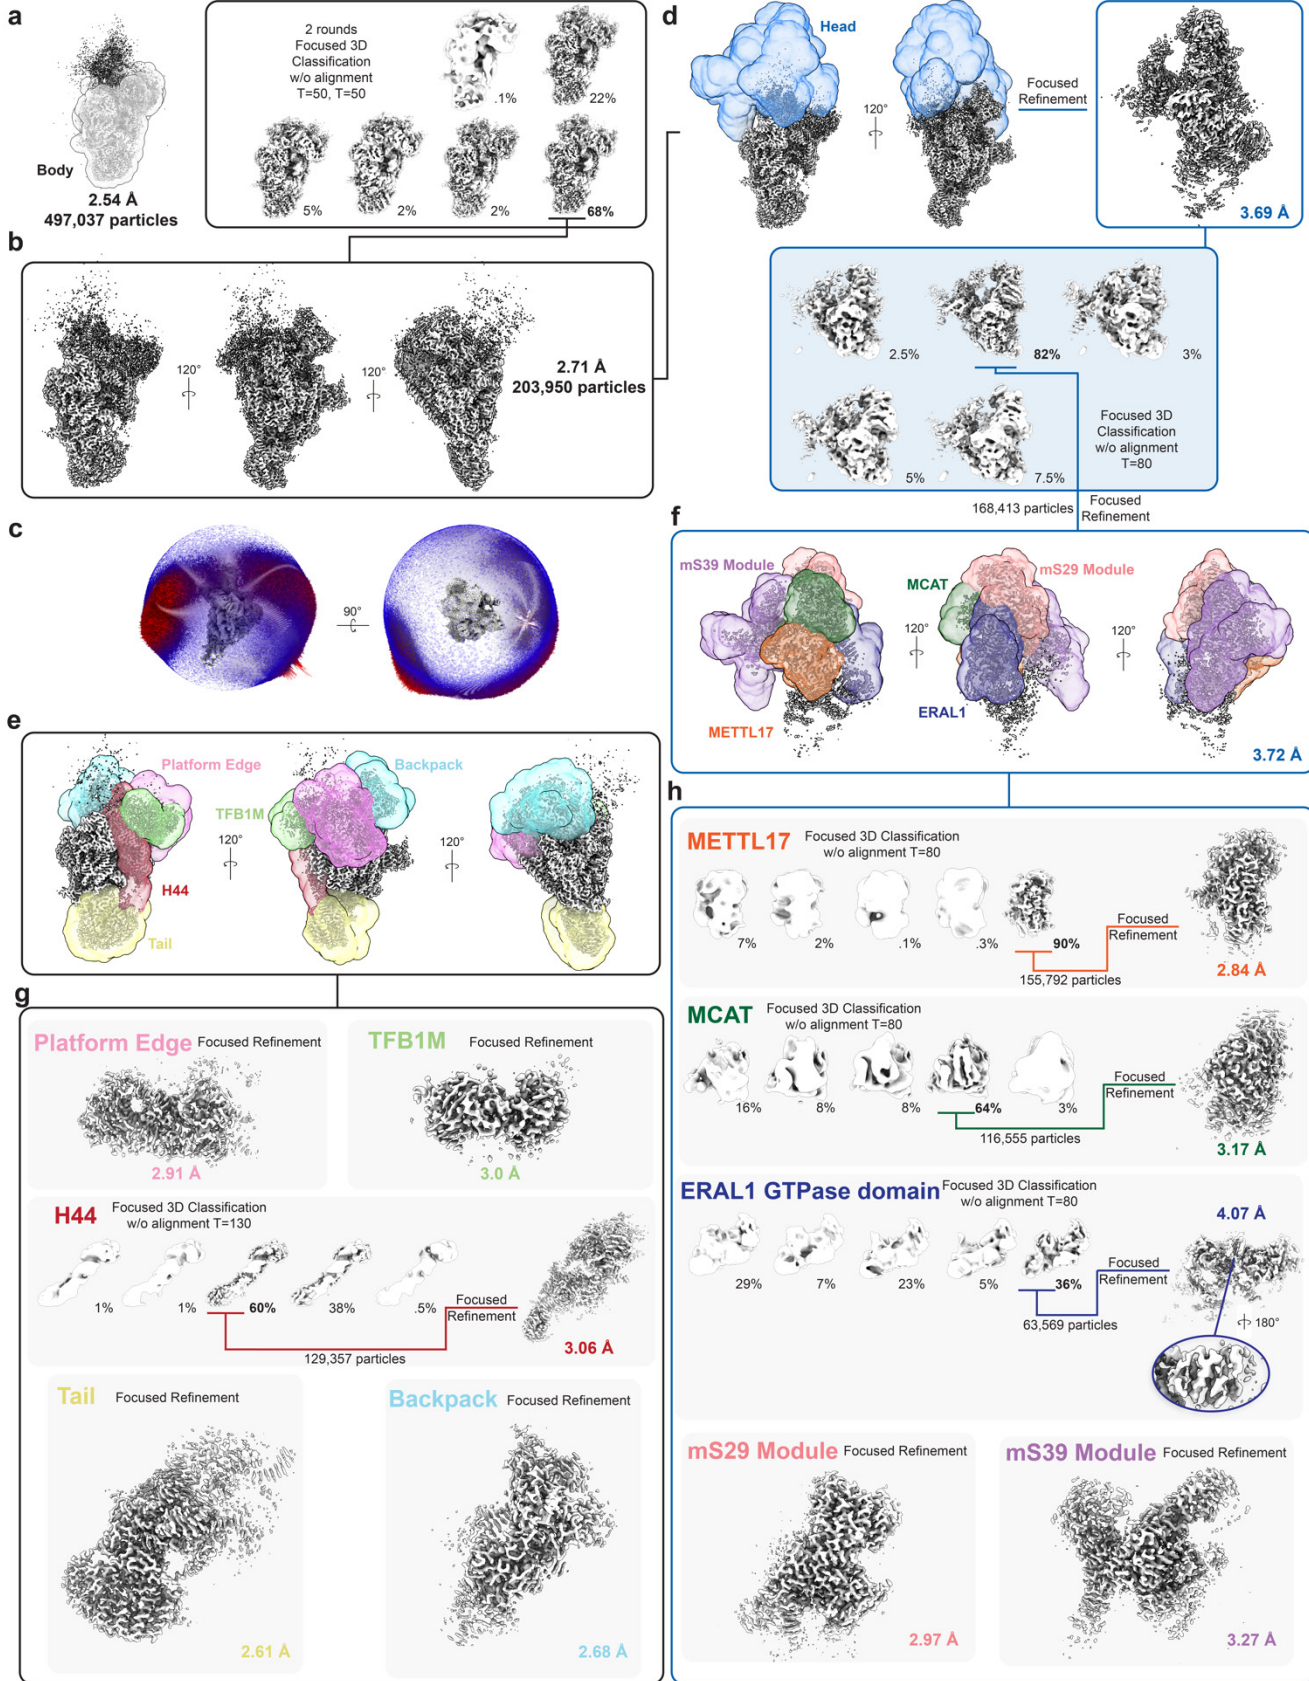 a
Body
2.54 Å
497,037 particles
2 rounds
Focused 3D
Classification
w/o alignment
T=50, T=50
.1%
22%
5%
2%
2%
68%
b
120°
120°
2.71 Å
203,950 particles
c
90°
d
Head
120°
Focused
Refinement
3.69 Å
2.5%
82%
3%
5%
7.5%
Focused 3D
Classification
w/o alignment
T=80
168,413 particles
Focused
Refinement
e
Platform Edge
Backpack
TFB1M
120°
120°
H44
Tail
f
mS39 Module
MCAT
mS29 Module
120°
120°
METTL17
ERAL1
3.72 Å
g
Platform Edge Focused Refinement
2.91 Å
TFB1M Focused Refinement
3.0 Å
H44 Focused 3D Classification
w/o alignment T=130
1%
1%
60%
38%
.5%
Focused
Refinement
129,357 particles
3.06 Å
Tail Focused Refinement
2.61 Å
Backpack Focused Refinement
2.68 Å
h
METTL17 Focused 3D Classification
w/o alignment T=80
7%
2%
.1%
.3%
90%
Focused
Refinement
155,792 particles
2.84 Å
MCAT Focused 3D Classification
w/o alignment T=80
16%
8%
8%
64%
3%
Focused
Refinement
116,555 particles
3.17 Å
ERAL1 GTPase domain Focused 3D Classification
w/o alignment T=80
4.07 Å
29%
7%
23%
5%
36%
Focused
Refinement
63,569 particles
180°
mS29 Module Focused Refinement
2.97 Å
mS39 Module Focused Refinement
3.27 Å